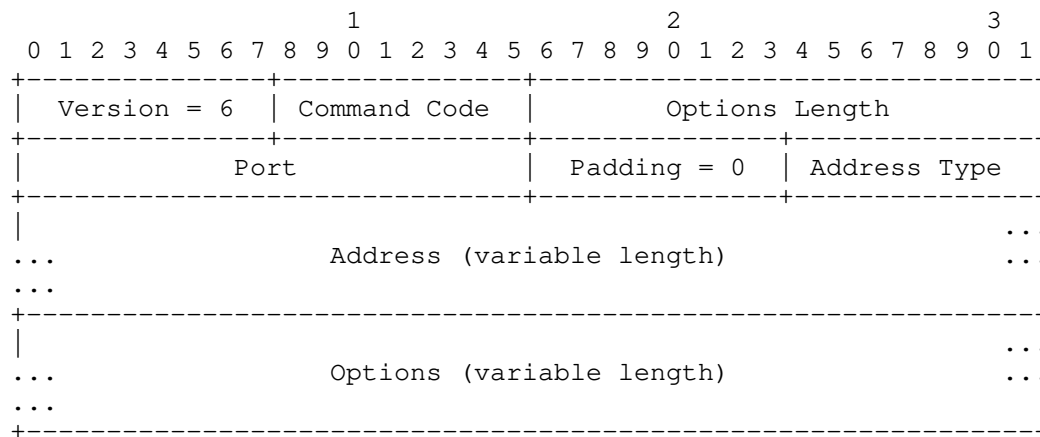 1 2 3
0 1 2 3 4 5 6 7 8 9 0 1 2 3 4 5 6 7 8 9 0 1 2 3 4 5 6 7 8 9 0 1
Version = 6 Command Code Options Length
Port Padding = 0 Address Type
...
... Address (variable length) ...
...
...
... Options (variable length) ...
...